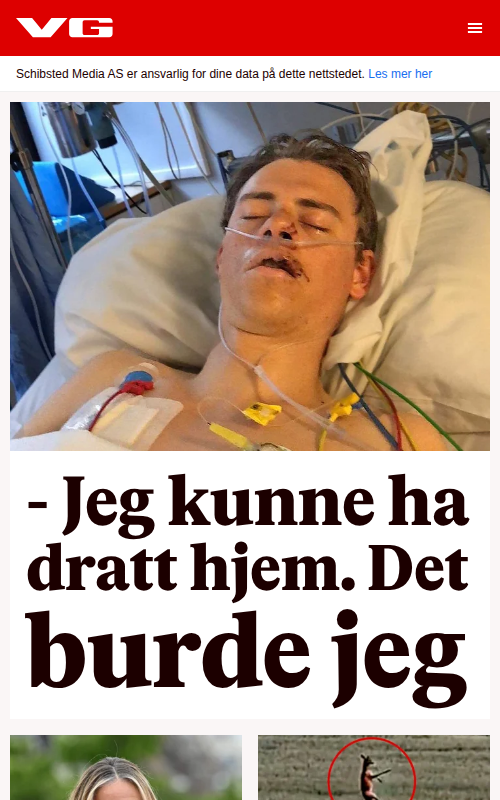 VG
Schibsted Media AS er ansvarlig for dine data på dette nettstedet. Les mer her
- Jeg kunne ha
dratt hjem. Det
burde jeg